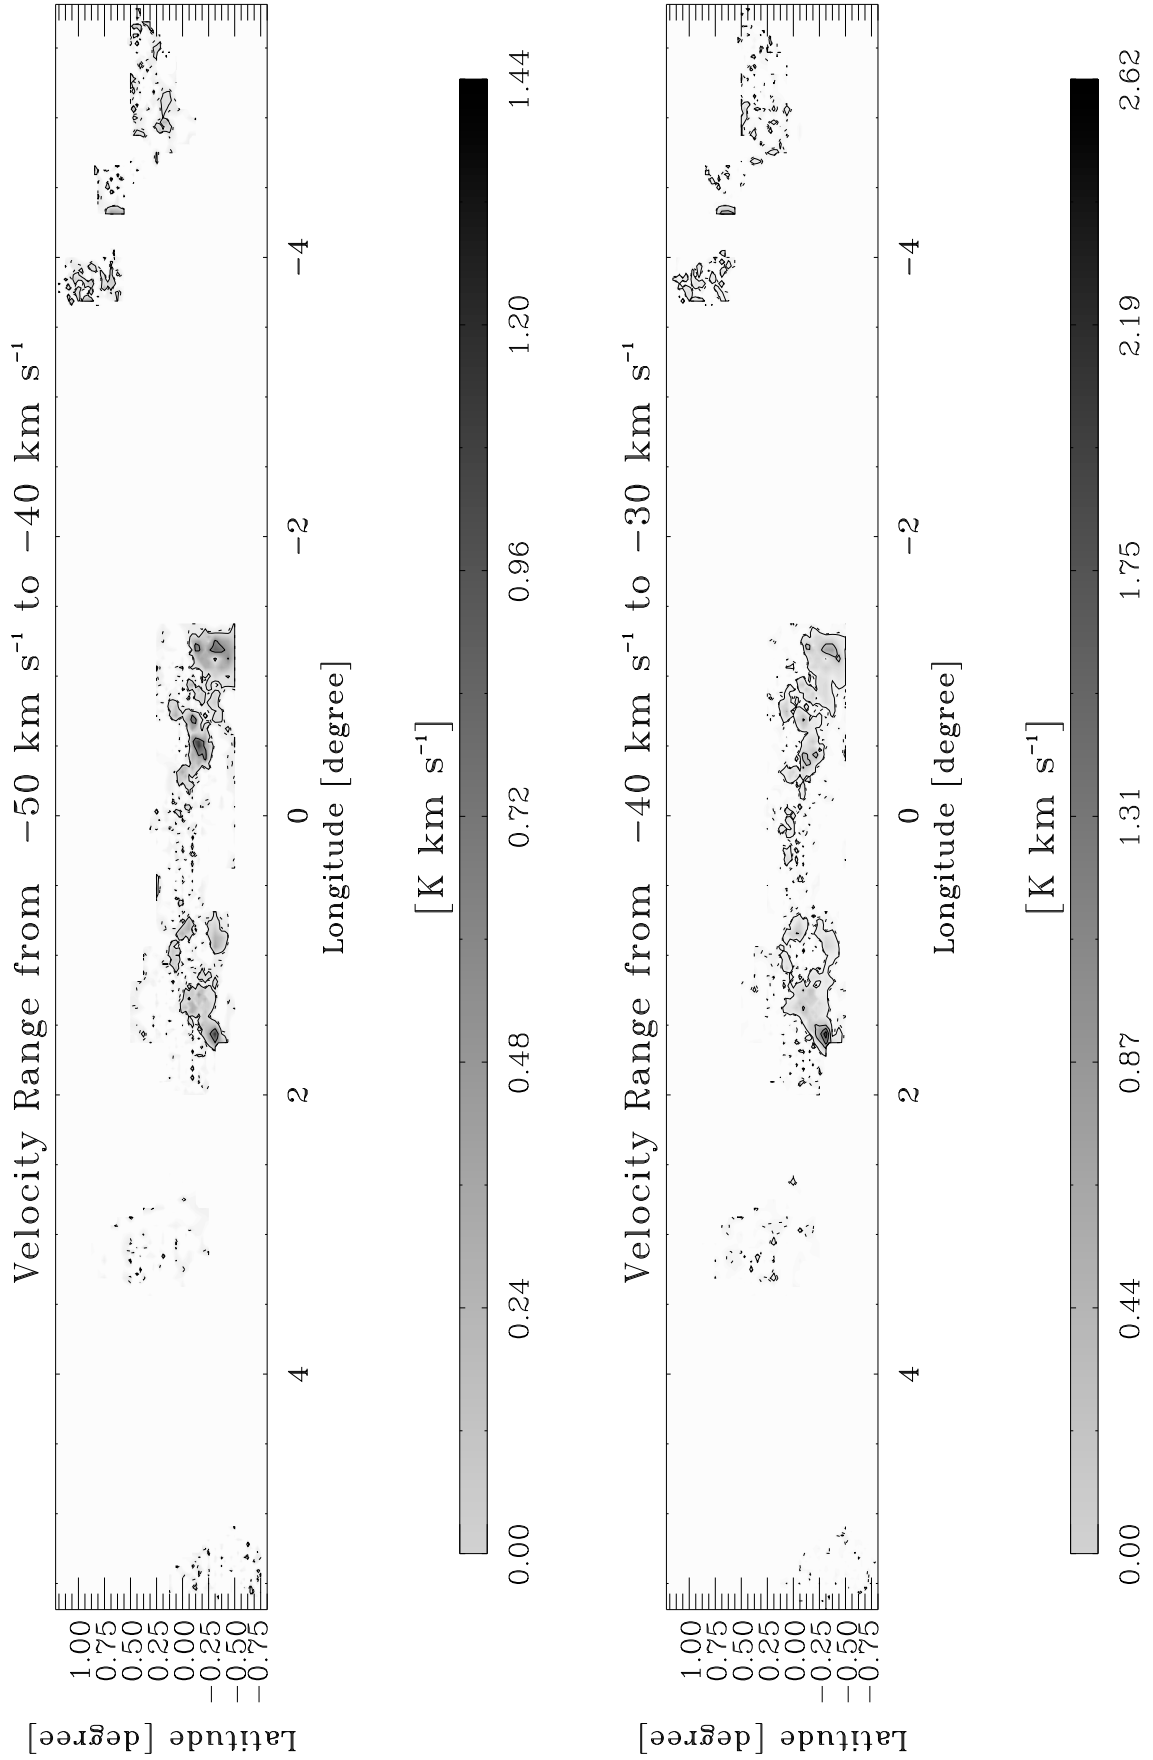 Velocity Range from −50 km s⁻¹ to −40 km s⁻¹
Latitude [degree]
1.00
0.75
0.50
0.25
0.00
−0.25
−0.50
−0.75
4
2
0
−2
−4
Longitude [degree]
[K km s⁻¹]
0.00 0.24 0.48 0.72 0.96 1.20 1.44
Velocity Range from −40 km s⁻¹ to −30 km s⁻¹
Latitude [degree]
1.00
0.75
0.50
0.25
0.00
−0.25
−0.50
−0.75
4
2
0
−2
−4
Longitude [degree]
[K km s⁻¹]
0.00 0.44 0.87 1.31 1.75 2.19 2.62